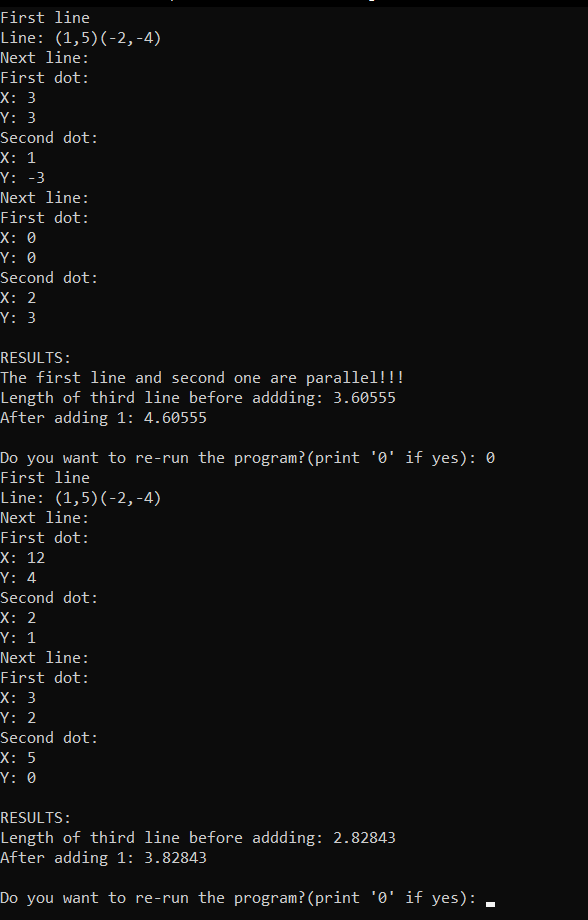 First line
Line: (1,5)(-2,-4)
Next line:
First dot:
X: 3
Y: 3
Second dot:
X: 1
Y: -3
Next line:
First dot:
X: 0
Y: 0
Second dot:
X: 2
Y: 3

RESULTS:
The first line and second one are parallel!!!
Length of third line before addding: 3.60555
After adding 1: 4.60555

Do you want to re-run the program?(print '0' if yes): 0
First line
Line: (1,5)(-2,-4)
Next line:
First dot:
X: 12
Y: 4
Second dot:
X: 2
Y: 1
Next line:
First dot:
X: 3
Y: 2
Second dot:
X: 5
Y: 0

RESULTS:
Length of third line before addding: 2.82843
After adding 1: 3.82843

Do you want to re-run the program?(print '0' if yes):